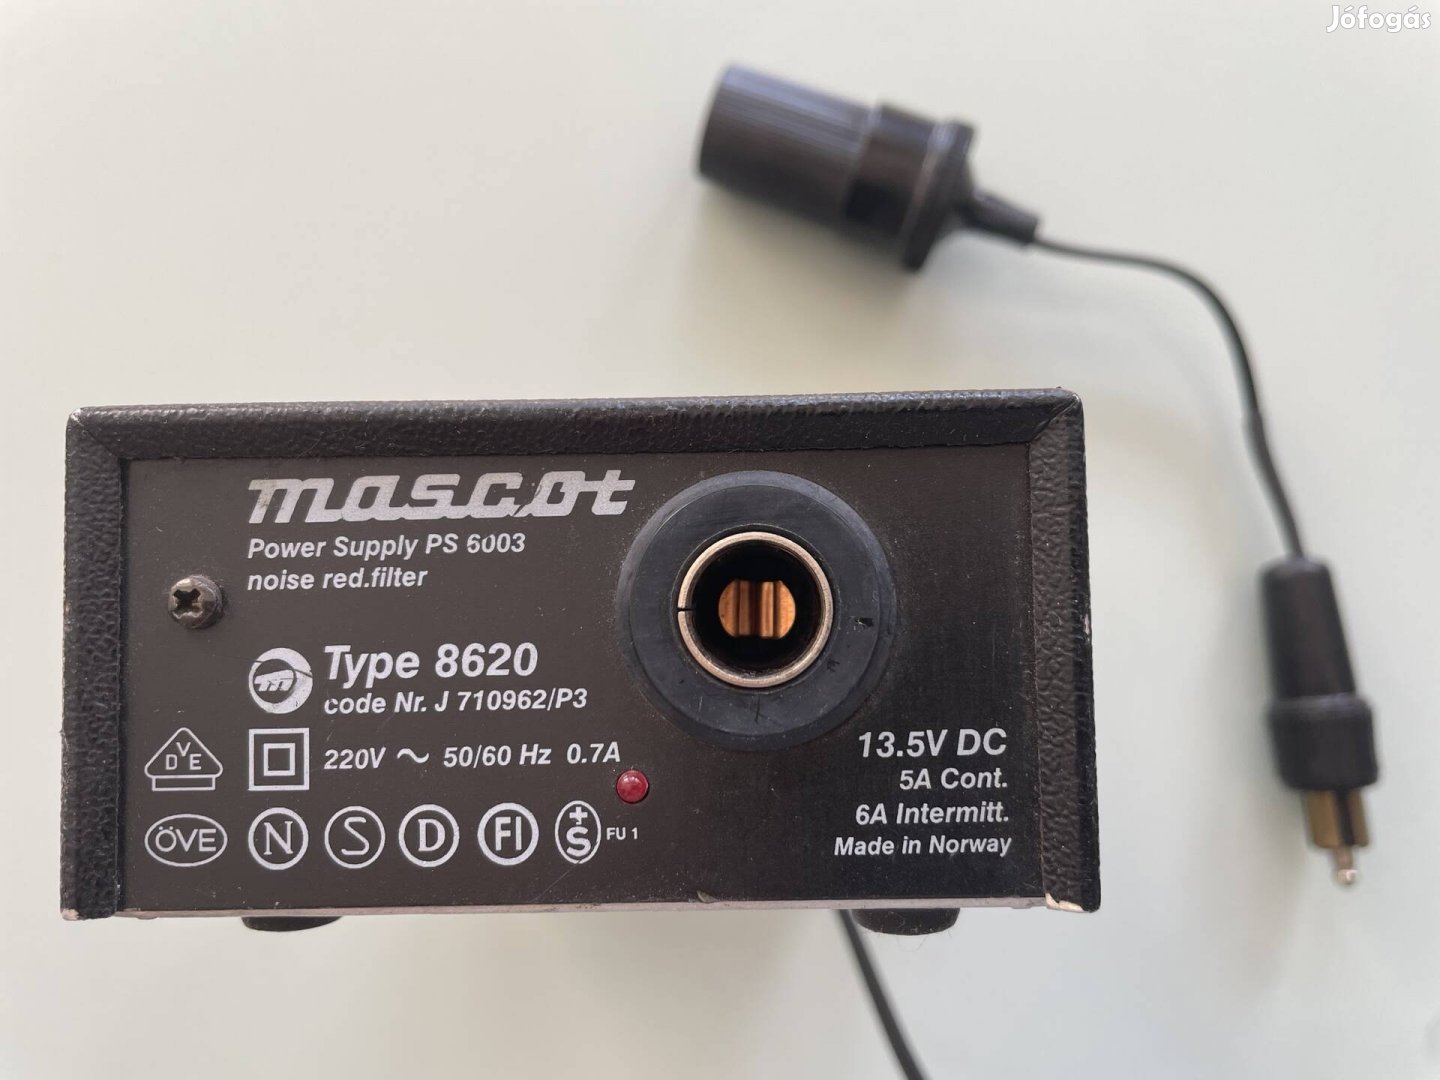 Jófogás
mascot
Power Supply PS 6003
noise red.filter
Type 8620
code Nr. J 710962/P3
VDE
220V ~ 50/60 Hz 0.7A
13.5V DC
5A Cont.
6A Intermitt.
Made in Norway
ÖVE N S D FI +S FU 1